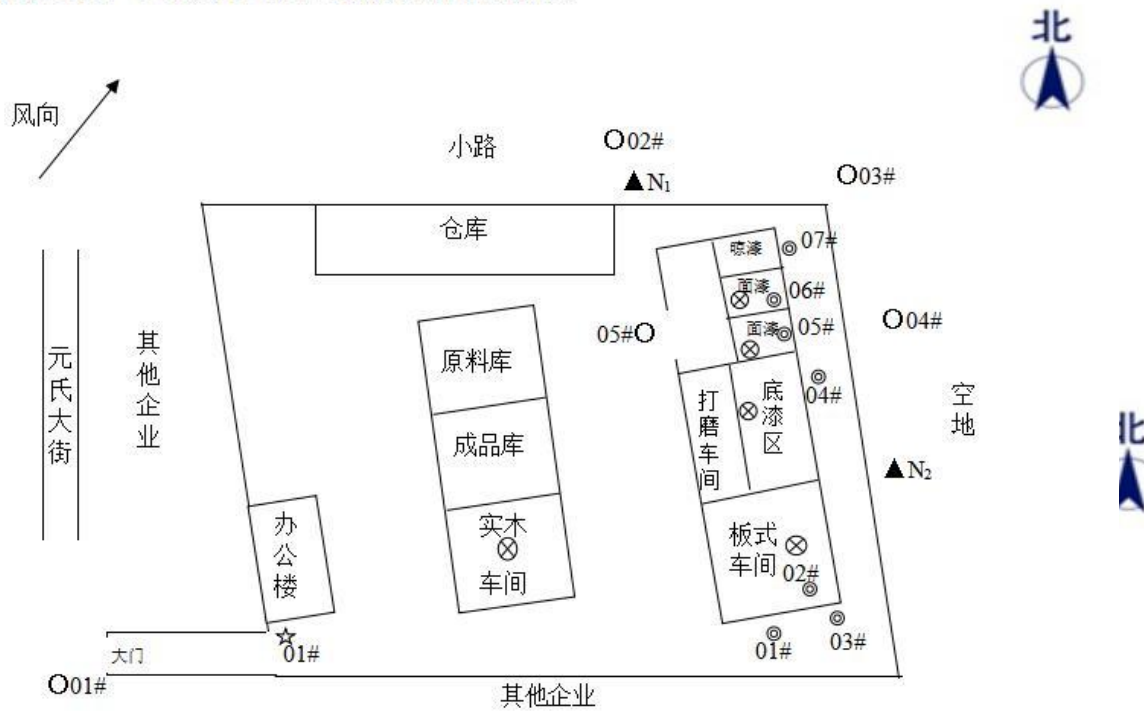 北
风向
小路
O02#
▲N₁
O03#
仓库
晾漆
07#
面漆
06#
面漆
05#
05#O
O04#
04#
元氏大街
其他企业
原料库
成品库
实木
车间
打磨车间
底漆区
空地
北
▲N₂
办公楼
板式
车间
02#
01#
03#
☆
01#
大门
O01#
其他企业